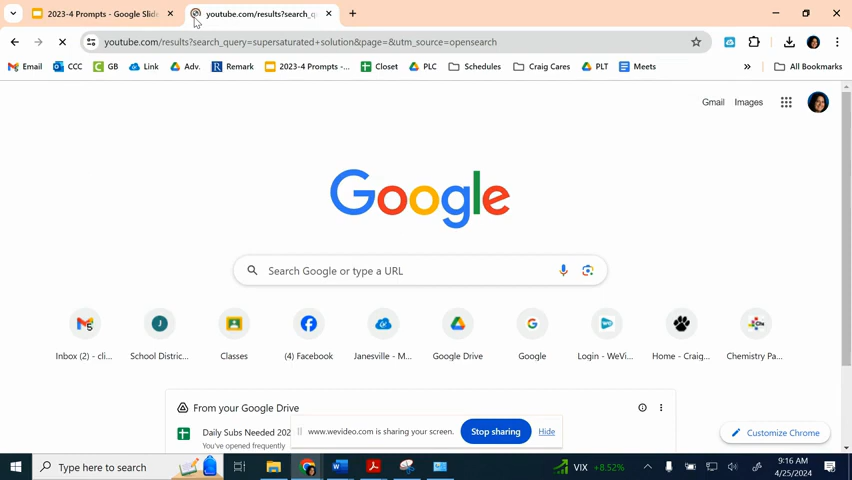 2023-4 Prompts - Google Slide
youtube.com/results?search_q
youtube.com/results?search_query=supersaturated+solution&page=&utm_source=opensearch
Email
CCC
GB
Link
Adv.
Remark
2023-4 Prompts -...
Closet
PLC
Schedules
Craig Cares
PLT
Meets
»
All Bookmarks
Gmail
Images
Google
Search Google or type a URL
Inbox (2) - cli...
School Distric...
Classes
(4) Facebook
Janesville - M...
Google Drive
Google
Login - WeVi...
Home - Craig...
Chemistry Pa...
From your Google Drive
Daily Subs Needed 202
You've opened frequently
www.wevideo.com is sharing your screen.
Stop sharing
Hide
Customize Chrome
Type here to search
VIX +8.52%
9:16 AM
4/25/2024